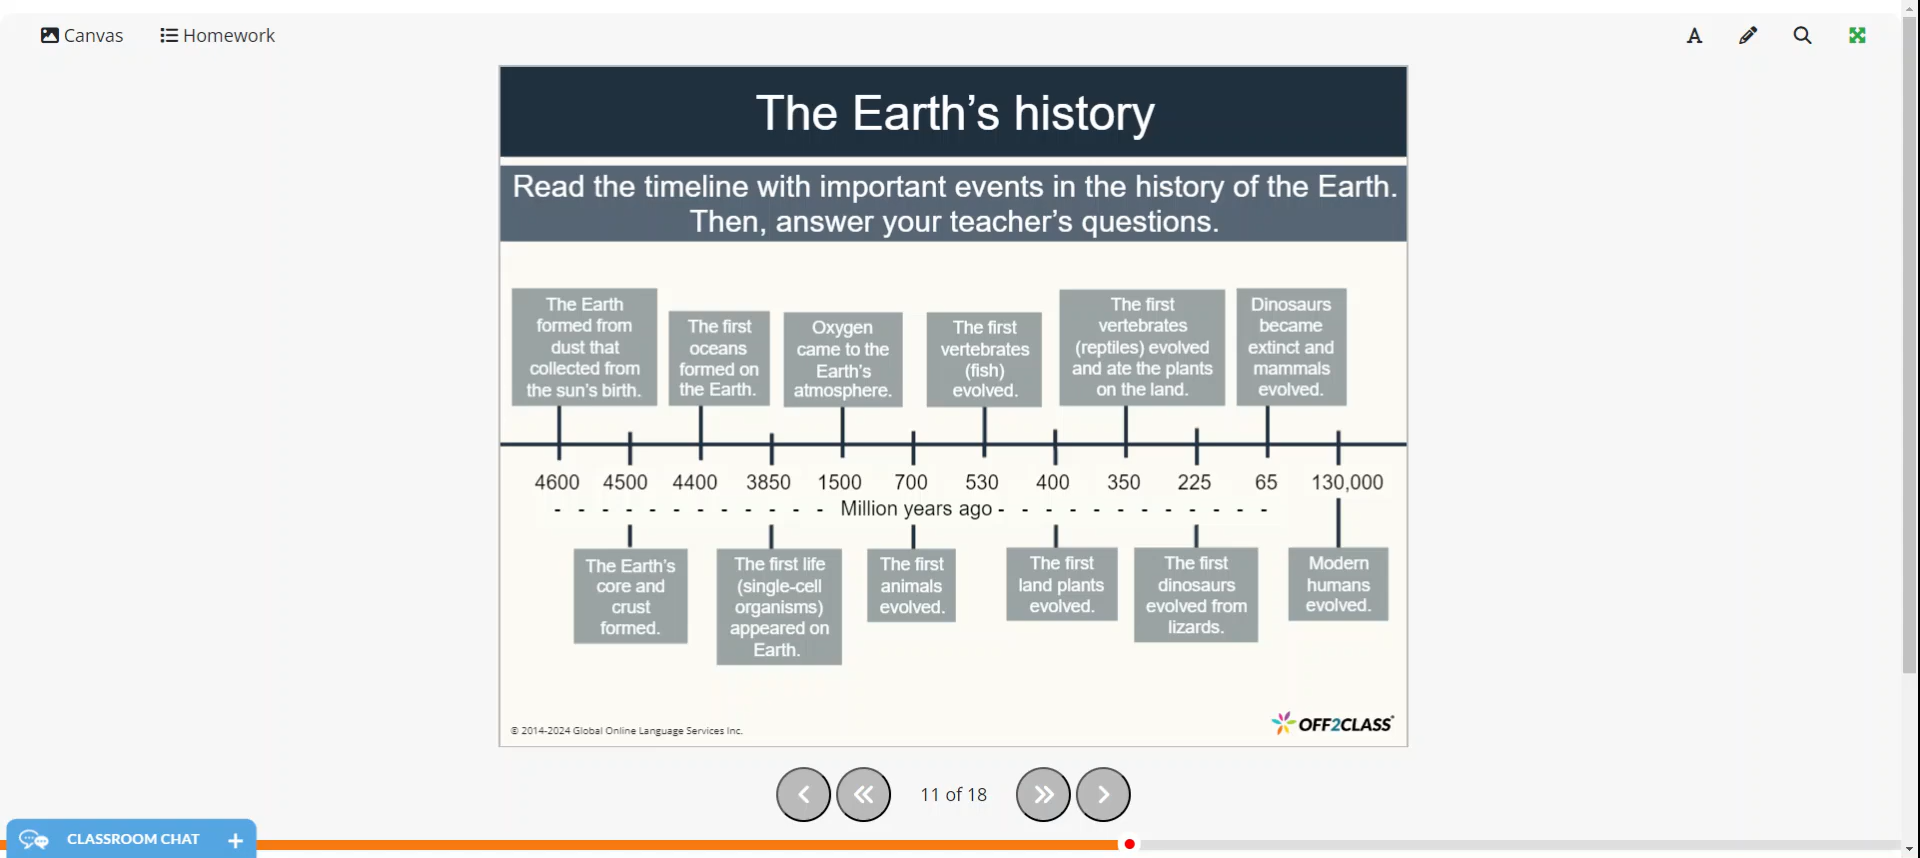 Canvas
Homework
A
The Earth's history
Read the timeline with important events in the history of the Earth.
Then, answer your teacher's questions.
The Earth
formed from
dust that
collected from
the sun's birth.
The first
oceans
formed on
the Earth.
Oxygen
came to the
Earth's
atmosphere.
The first
vertebrates
(fish)
evolved.
The first
vertebrates
(reptiles) evolved
and ate the plants
on the land.
Dinosaurs
became
extinct and
mammals
evolved.
4600 4500 4400 3850 1500 700 530 400 350 225 65 130,000
- - - - - - - - - - - - Million years ago - - - - - - - - - - - -
The Earth's
core and
crust
formed.
The first life
(single-cell
organisms)
appeared on
Earth.
The first
animals
evolved.
The first
land plants
evolved.
The first
dinosaurs
evolved from
lizards.
Modern
humans
evolved.
© 2014-2024 Global Online Language Services Inc.
OFF2CLASS
11 of 18
CLASSROOM CHAT +